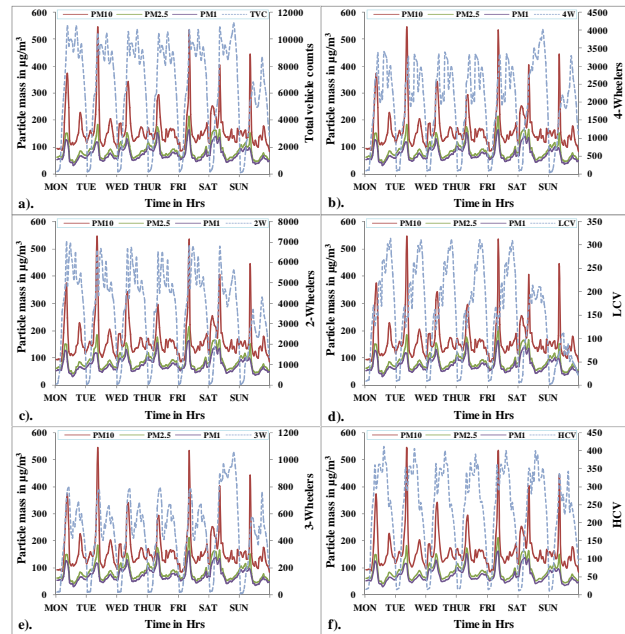 PM10 PM2.5 PM1 TVC
600 500 400 300 200 100 0
Particle mass in µg/m³
12000 10000 8000 6000 4000 2000 0
Total vehicle counts
MON TUE WED THUR FRI SAT SUN
a). Time in Hrs
PM10 PM2.5 PM1 4W
600 500 400 300 200 100 0
Particle mass in µg/m³
4500 4000 3500 3000 2500 2000 1500 1000 500 0
4-Wheelers
MON TUE WED THUR FRI SAT SUN
b). Time in Hrs
PM10 PM2.5 PM1 2W
600 500 400 300 200 100 0
Particle mass in µg/m³
8000 7000 6000 5000 4000 3000 2000 1000 0
2-Wheelers
MON TUE WED THUR FRI SAT SUN
c). Time in Hrs
PM10 PM2.5 PM1 LCV
600 500 400 300 200 100 0
Particle mass in µg/m³
350 300 250 200 150 100 50 0
LCV
MON TUE WED THUR FRI SAT SUN
d). Time in Hrs
PM10 PM2.5 PM1 3W
600 500 400 300 200 100 0
Particle mass in µg/m³
1200 1000 800 600 400 200 0
3-Wheelers
MON TUE WED THUR FRI SAT SUN
e). Time in Hrs
PM10 PM2.5 PM1 HCV
600 500 400 300 200 100 0
Particle mass in µg/m³
450 400 350 300 250 200 150 100 50 0
HCV
MON TUE WED THUR FRI SAT SUN
f). Time in Hrs